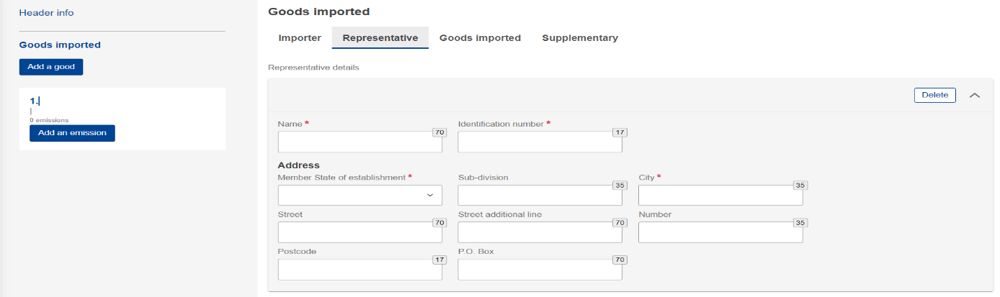 Header info
Goods imported
Add a good
1.
0 emissions
Add an emission
Goods imported
Importer Representative Goods imported Supplementary
Representative details
Delete
Name * 70 Identification number * 17
Address
Member State of establishment * Sub-division 35 City * 35
Street 70 Street additional line 70 Number 35
Postcode 17 P.O. Box 70